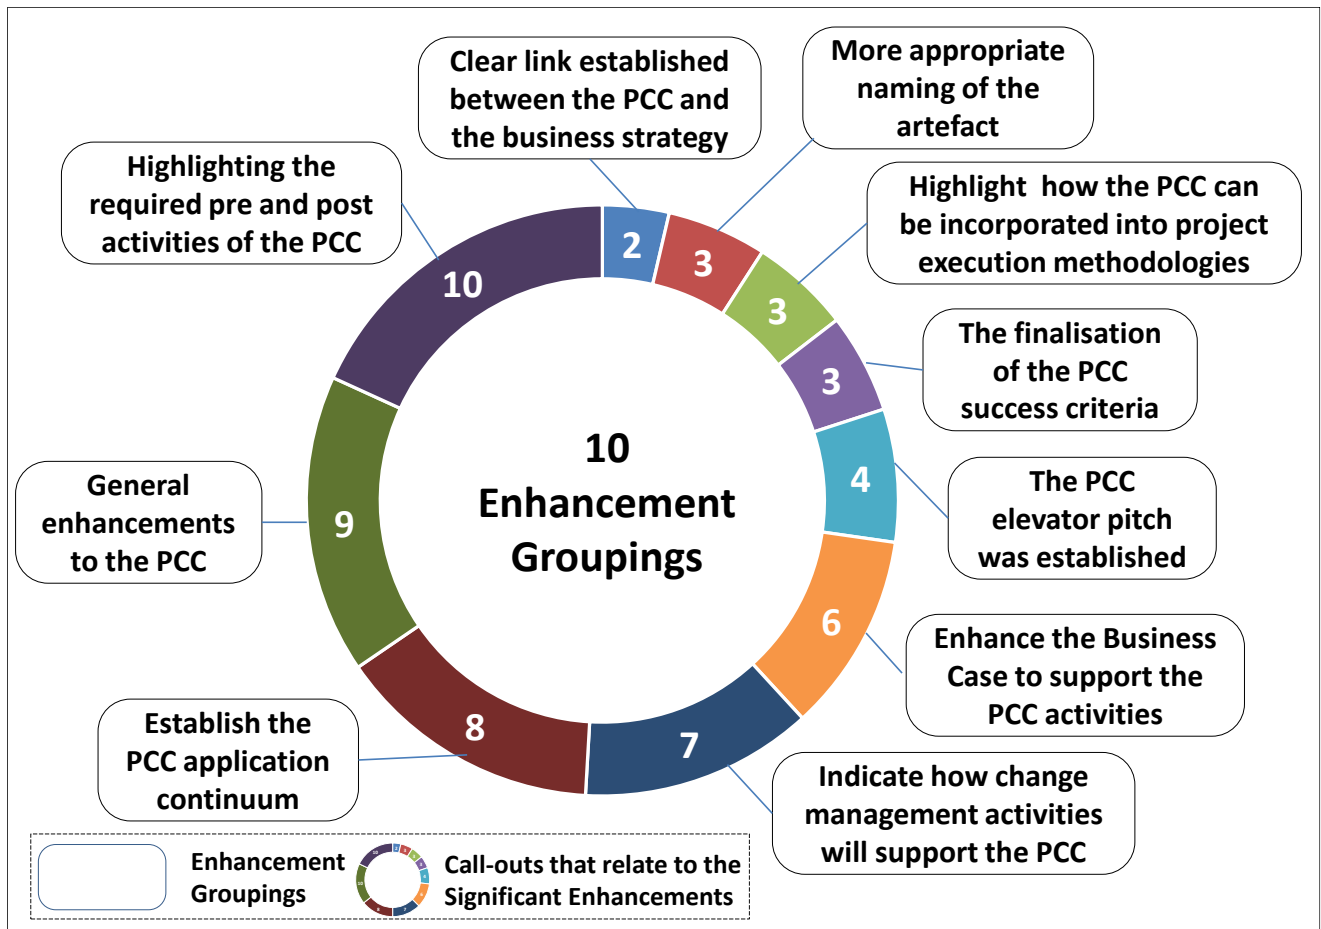 Clear link established
between the PCC and
the business strategy
More appropriate
naming of the
artefact
Highlighting the
required pre and post
activities of the PCC
Highlight  how the PCC can
be incorporated into project
execution methodologies
2
3
3
3
4
6
7
8
9
10
The finalisation
of the PCC
success criteria
10
Enhancement
Groupings
General
enhancements
to the PCC
The PCC
elevator pitch
was established
Enhance the Business
Case to support the
PCC activities
Establish the
PCC application
continuum
Indicate how change
management activities
will support the PCC
Enhancement
Groupings
Call-outs that relate to the
Significant Enhancements